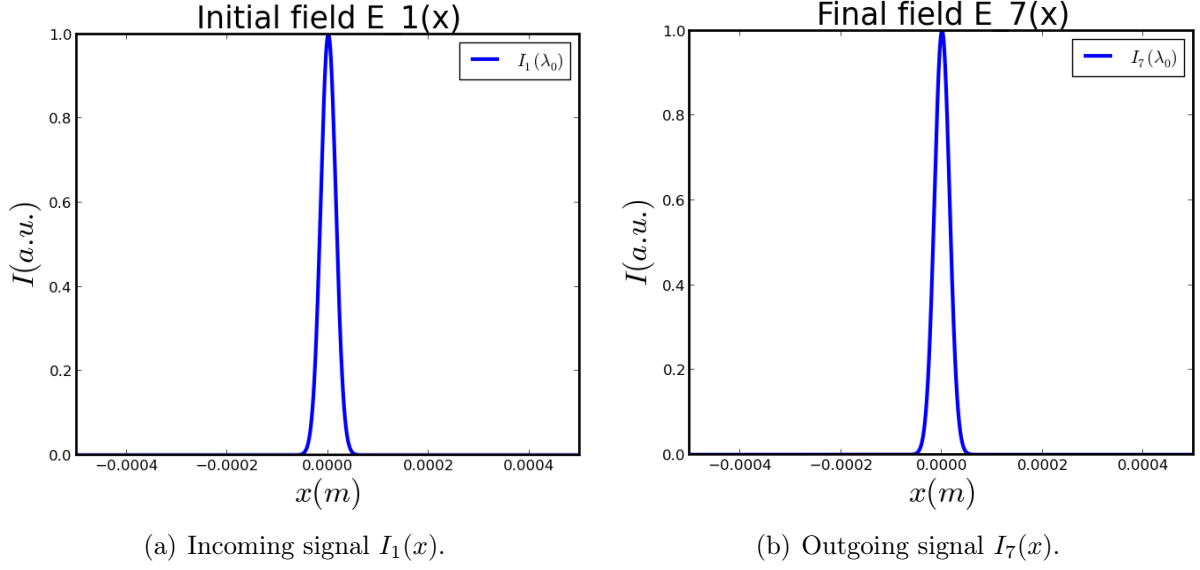 Initial field E_1(x)
I₁(λ₀)
1.0
0.8
0.6
0.4
0.2
0.0
I(a.u.)
−0.0004 −0.0002 0.0000 0.0002 0.0004
x(m)
(a) Incoming signal I₁(x).
Final field E_7(x)
I₇(λ₀)
1.0
0.8
0.6
0.4
0.2
0.0
I(a.u.)
−0.0004 −0.0002 0.0000 0.0002 0.0004
x(m)
(b) Outgoing signal I₇(x).